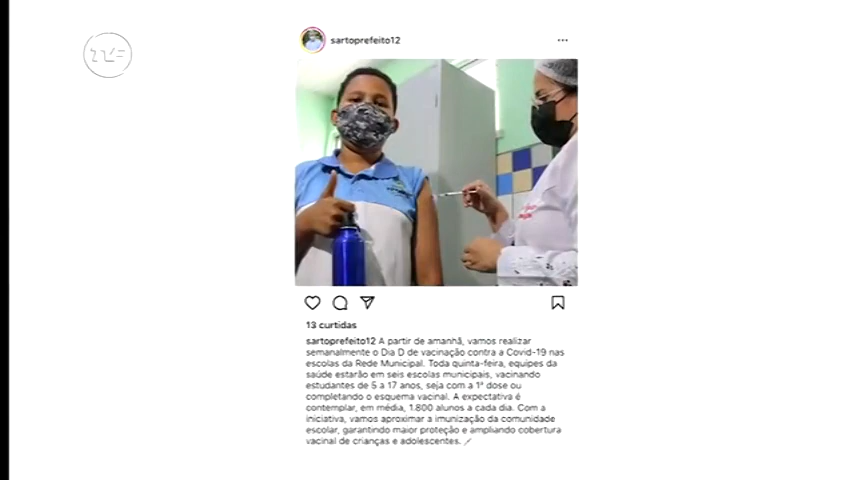 TVF
sartoprefeito12
13 curtidas
sartoprefeito12 A partir de amanhã, vamos realizar
semanalmente o Dia D de vacinação contra a Covid-19 nas
escolas da Rede Municipal. Toda quinta-feira, equipes da
saúde estarão em seis escolas municipais, vacinando
estudantes de 5 a 17 anos, seja com a 1ª dose ou
completando o esquema vacinal. A expectativa é
contemplar, em média, 1.800 alunos a cada dia. Com a
iniciativa, vamos aproximar a imunização da comunidade
escolar, garantindo maior proteção e ampliando cobertura
vacinal de crianças e adolescentes.